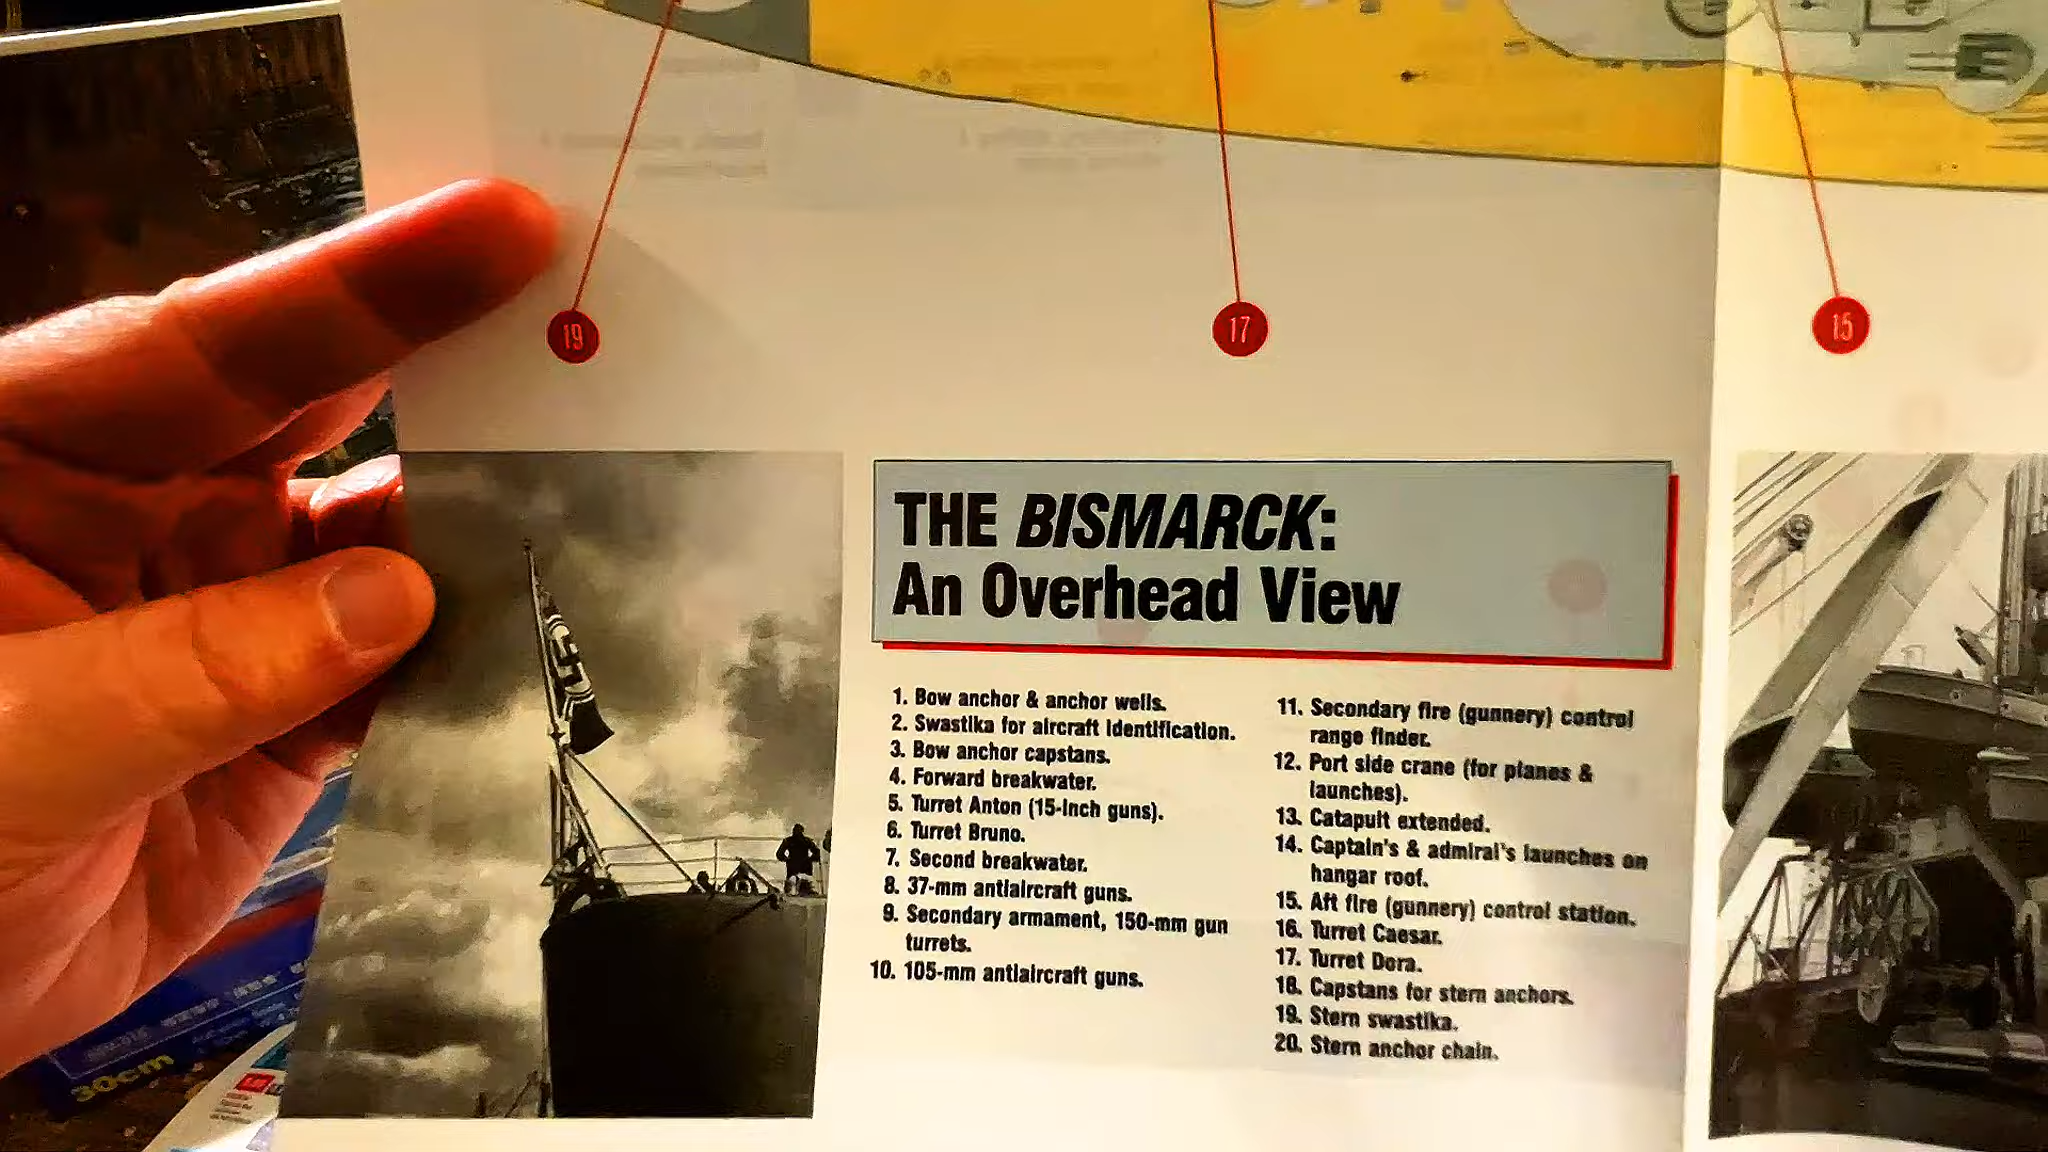 19
17
15
THE BISMARCK:
An Overhead View
1. Bow anchor & anchor wells.
2. Swastika for aircraft identification.
3. Bow anchor capstans.
4. Forward breakwater.
5. Turret Anton (15-inch guns).
6. Turret Bruno.
7. Second breakwater.
8. 37-mm antiaircraft guns.
9. Secondary armament, 150-mm gun
turrets.
10. 105-mm antiaircraft guns.
11. Secondary fire (gunnery) control
range finder.
12. Port side crane (for planes &
launches).
13. Catapult extended.
14. Captain's & admiral's launches on
hangar roof.
15. Aft fire (gunnery) control station.
16. Turret Caesar.
17. Turret Dora.
18. Capstans for stern anchors.
19. Stern swastika.
20. Stern anchor chain.
30cm